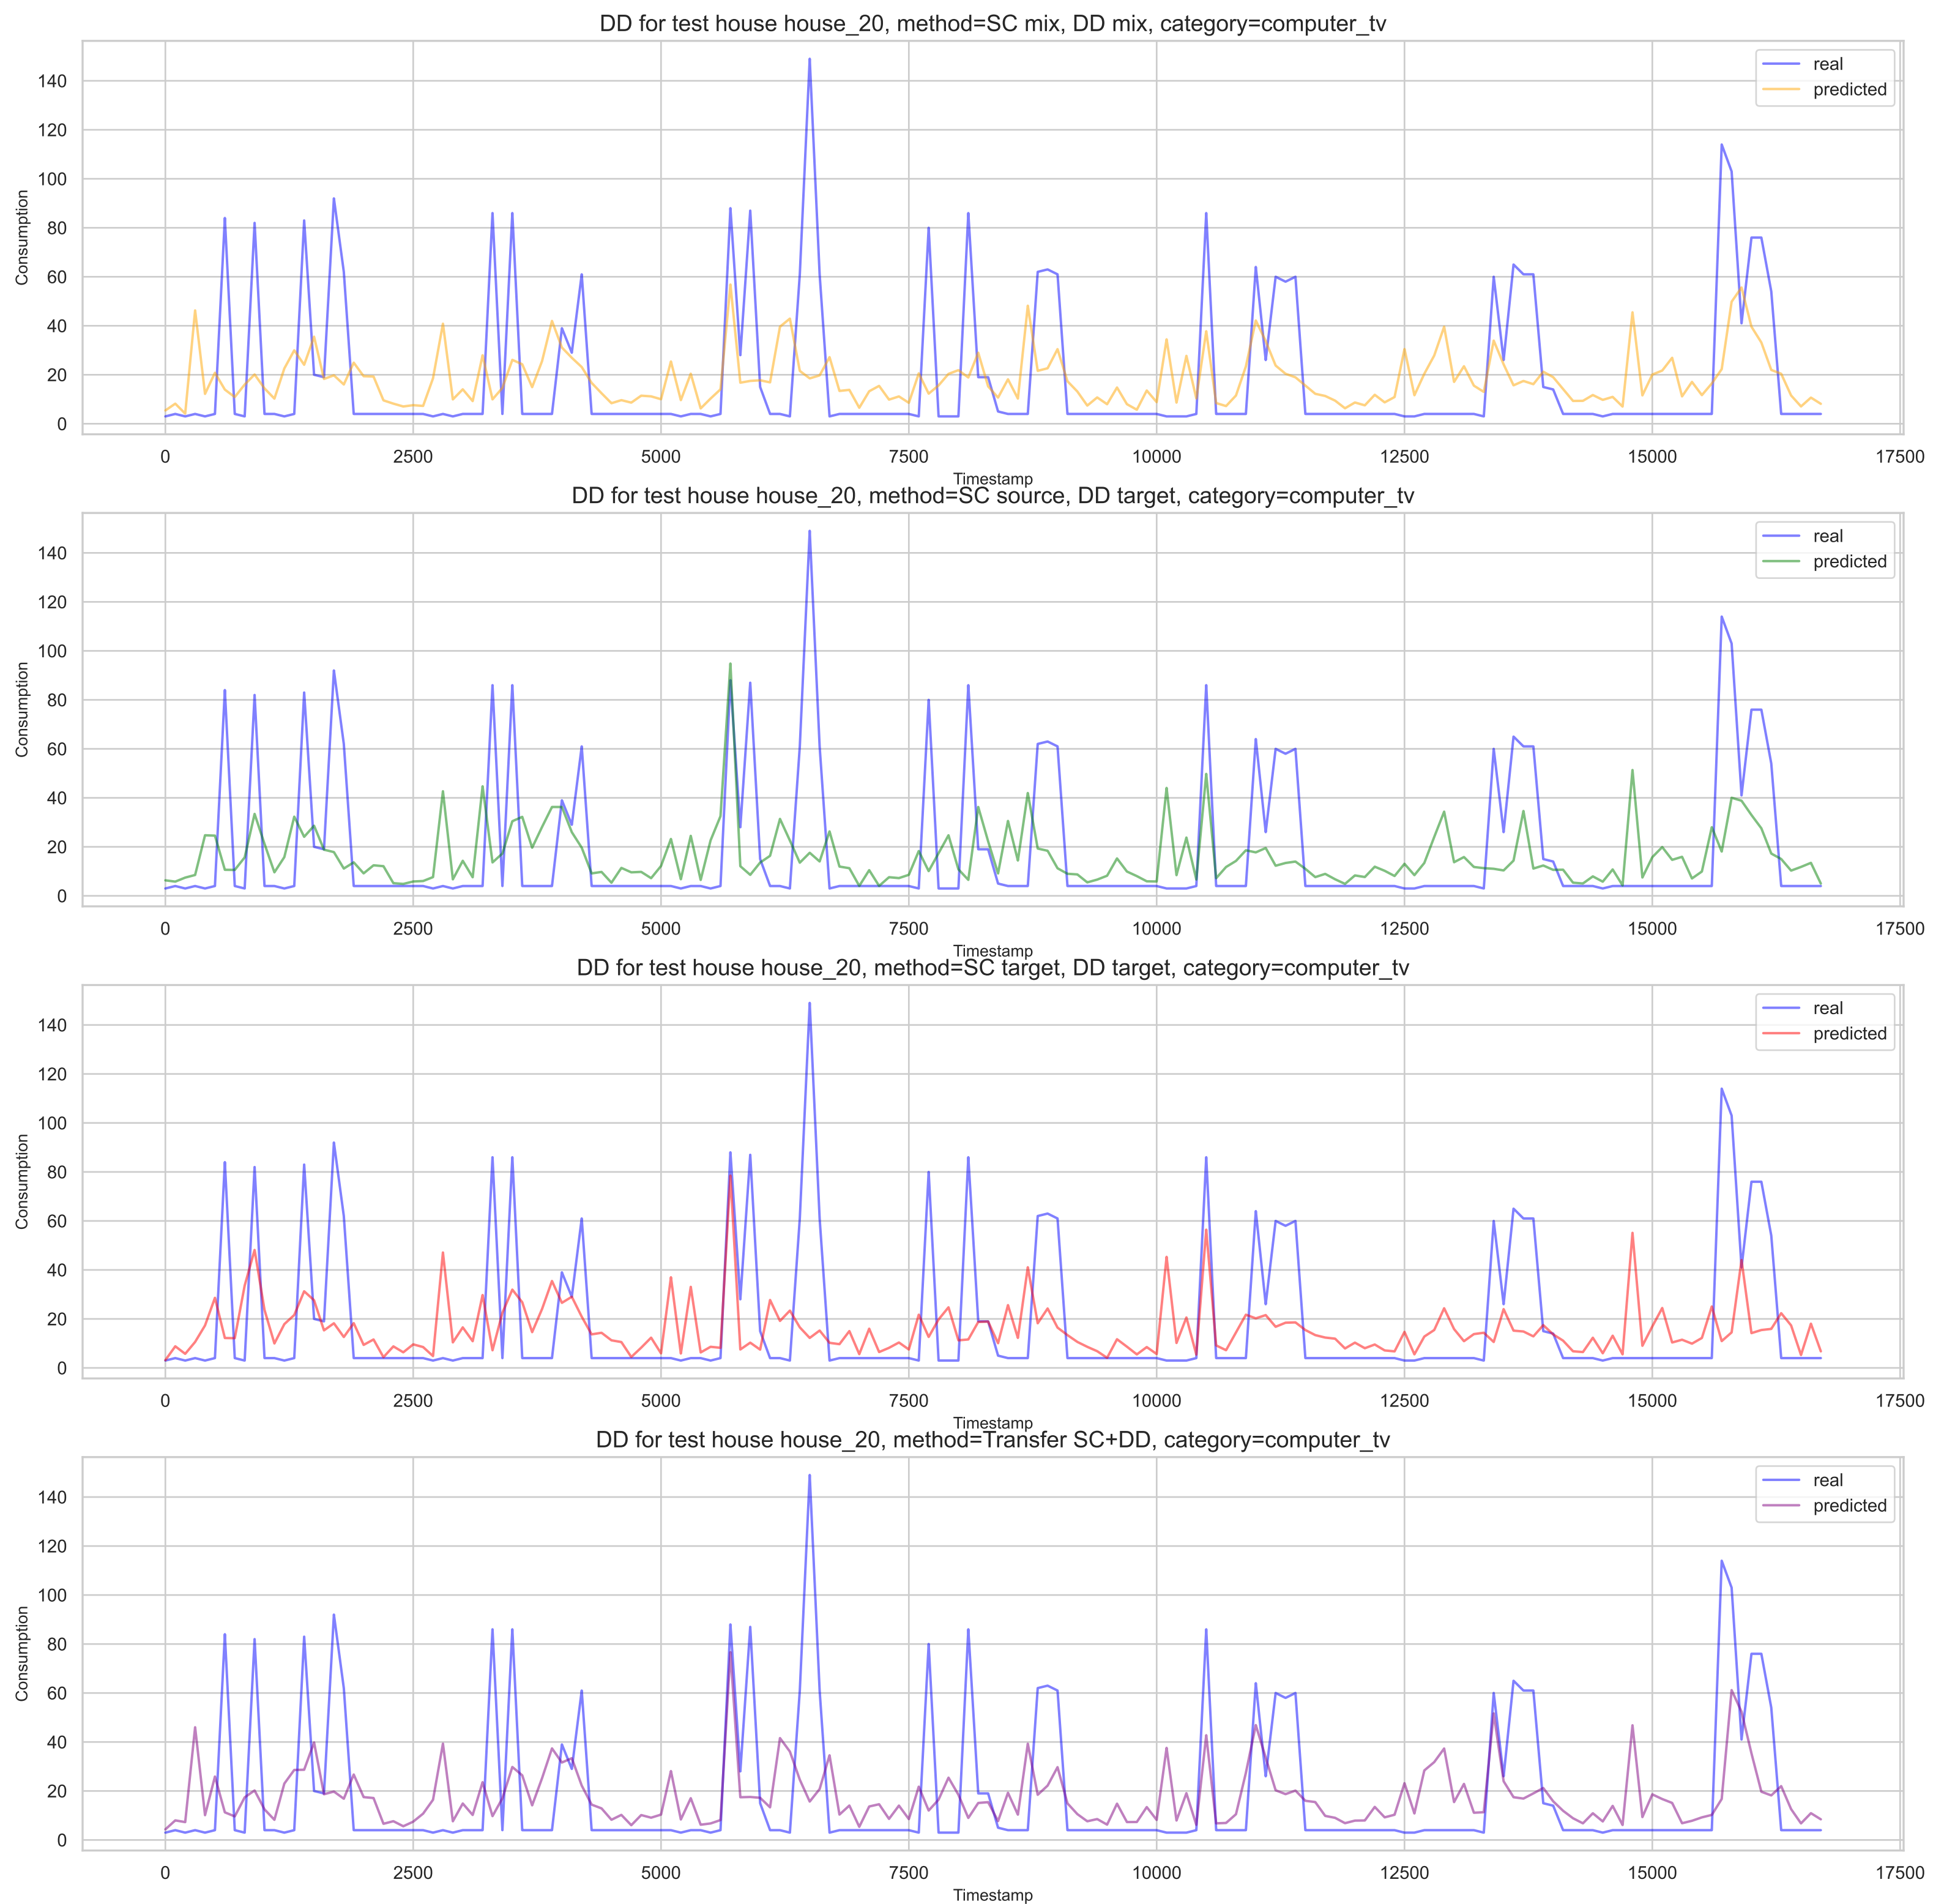 DD for test house house_20, method=SC mix, DD mix, category=computer_tv
real
predicted
Consumption
140
120
100
80
60
40
20
0
0 2500 5000 7500 10000 12500 15000 17500
Timestamp
DD for test house house_20, method=SC source, DD target, category=computer_tv
real
predicted
Consumption
140
120
100
80
60
40
20
0
0 2500 5000 7500 10000 12500 15000 17500
Timestamp
DD for test house house_20, method=SC target, DD target, category=computer_tv
real
predicted
Consumption
140
120
100
80
60
40
20
0
0 2500 5000 7500 10000 12500 15000 17500
Timestamp
DD for test house house_20, method=Transfer SC+DD, category=computer_tv
real
predicted
Consumption
140
120
100
80
60
40
20
0
0 2500 5000 7500 10000 12500 15000 17500
Timestamp